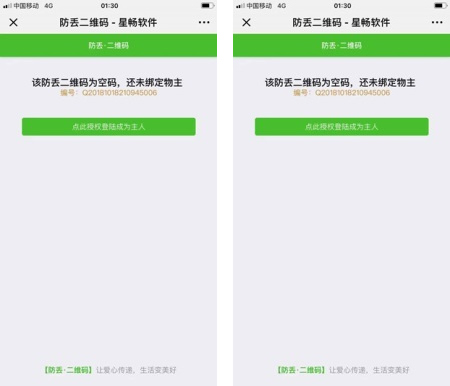 中国移动 4G 01:30
防丢二维码 - 星畅软件
防丢·二维码
该防丢二维码为空码，还未绑定物主
编号：Q20181018210945006
点此授权登陆成为主人
【防丢·二维码】让爱心传递，生活变美好
中国移动 4G 01:30
防丢二维码 - 星畅软件
防丢·二维码
该防丢二维码为空码，还未绑定物主
编号：Q20181018210945006
点此授权登陆成为主人
【防丢·二维码】让爱心传递，生活变美好